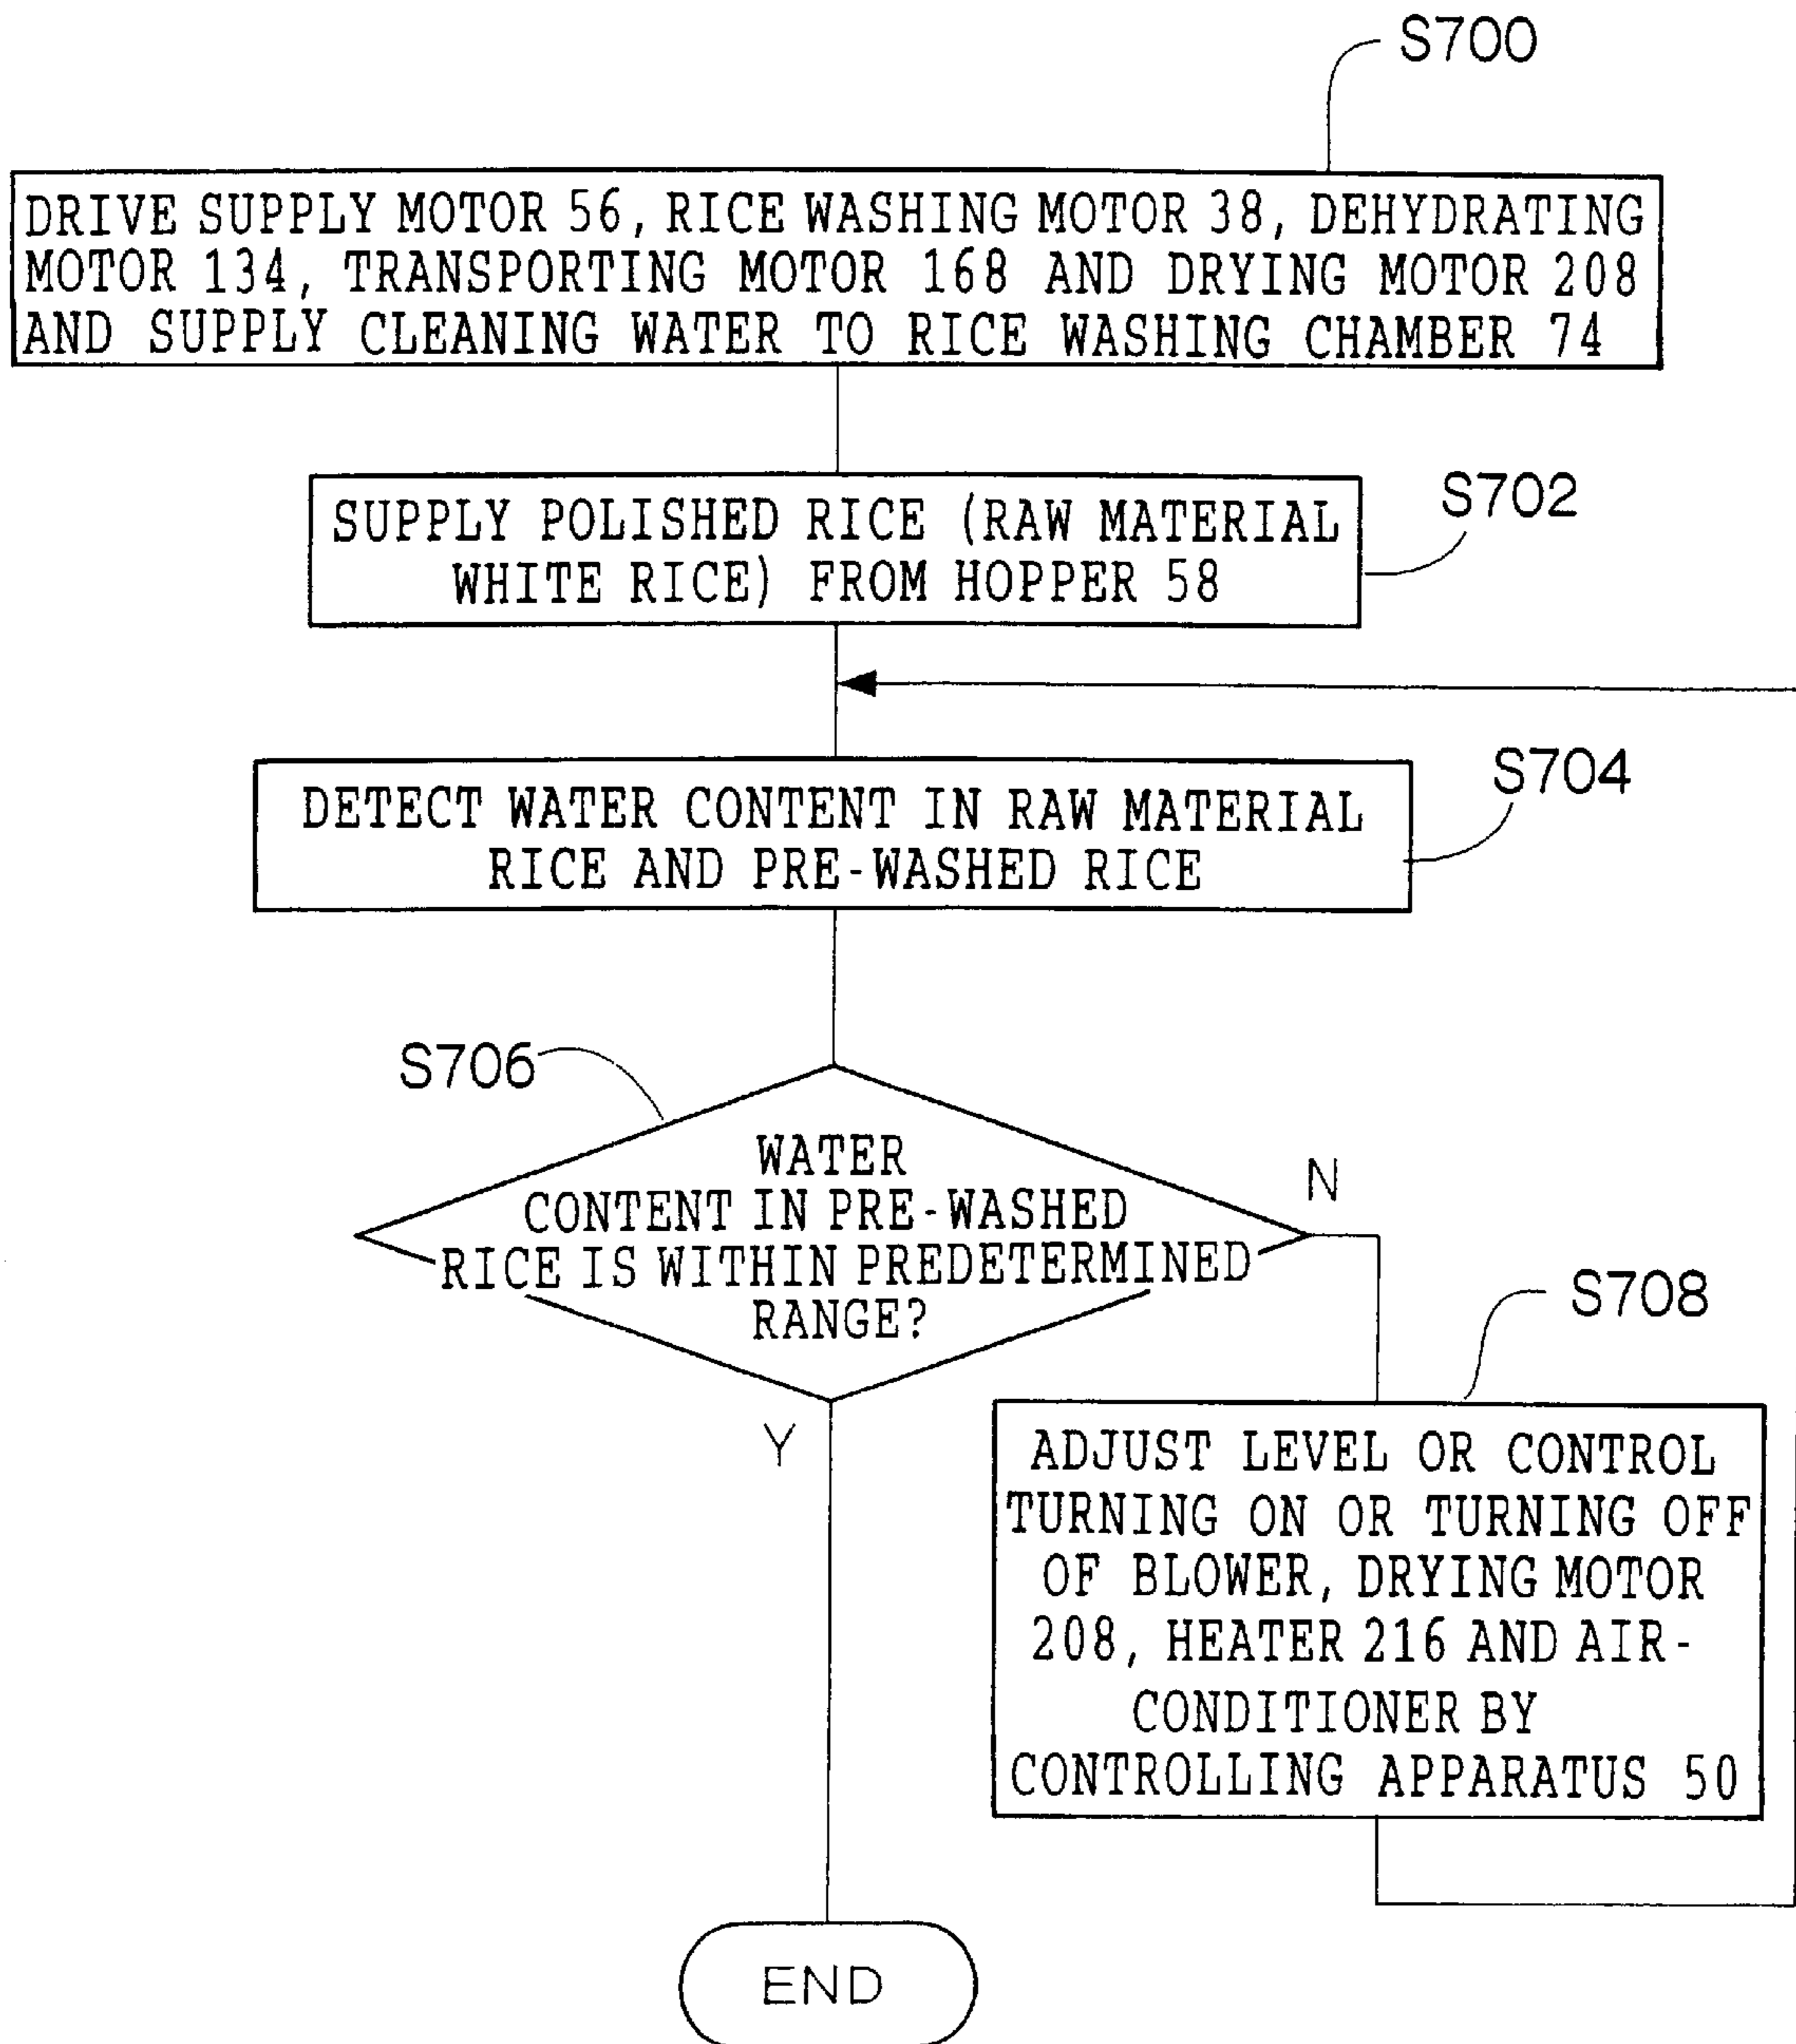 S700
DRIVE SUPPLY MOTOR 56, RICE WASHING MOTOR 38, DEHYDRATING
MOTOR 134, TRANSPORTING MOTOR 168 AND DRYING MOTOR 208
AND SUPPLY CLEANING WATER TO RICE WASHING CHAMBER 74
S702
SUPPLY POLISHED RICE (RAW MATERIAL
WHITE RICE) FROM HOPPER 58
S704
DETECT WATER CONTENT IN RAW MATERIAL
RICE AND PRE-WASHED RICE
S706
WATER
CONTENT IN PRE-WASHED
RICE IS WITHIN PREDETERMINED
RANGE?
N
Y
S708
ADJUST LEVEL OR CONTROL
TURNING ON OR TURNING OFF
OF BLOWER, DRYING MOTOR
208, HEATER 216 AND AIR-
CONDITIONER BY
CONTROLLING APPARATUS 50
END